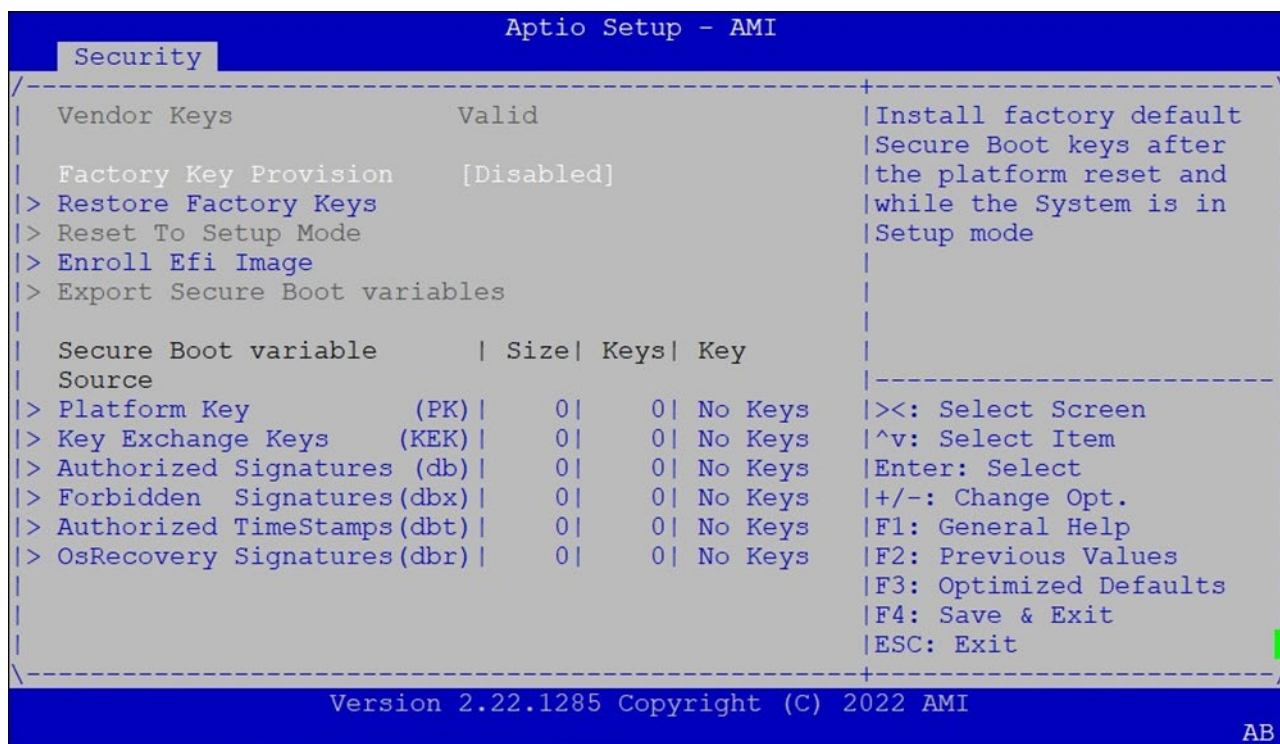 Aptio Setup - AMI
Security
Vendor Keys Valid
Factory Key Provision [Disabled]
> Restore Factory Keys
> Reset To Setup Mode
> Enroll Efi Image
> Export Secure Boot variables
Secure Boot variable | Size| Keys| Key
Source
> Platform Key (PK)| 0| 0| No Keys
> Key Exchange Keys (KEK)| 0| 0| No Keys
> Authorized Signatures (db)| 0| 0| No Keys
> Forbidden Signatures(dbx)| 0| 0| No Keys
> Authorized TimeStamps(dbt)| 0| 0| No Keys
> OsRecovery Signatures(dbr)| 0| 0| No Keys
Install factory default
Secure Boot keys after
the platform reset and
while the System is in
Setup mode
><: Select Screen
^v: Select Item
Enter: Select
+/-: Change Opt.
F1: General Help
F2: Previous Values
F3: Optimized Defaults
F4: Save & Exit
ESC: Exit
Version 2.22.1285 Copyright (C) 2022 AMI
AB